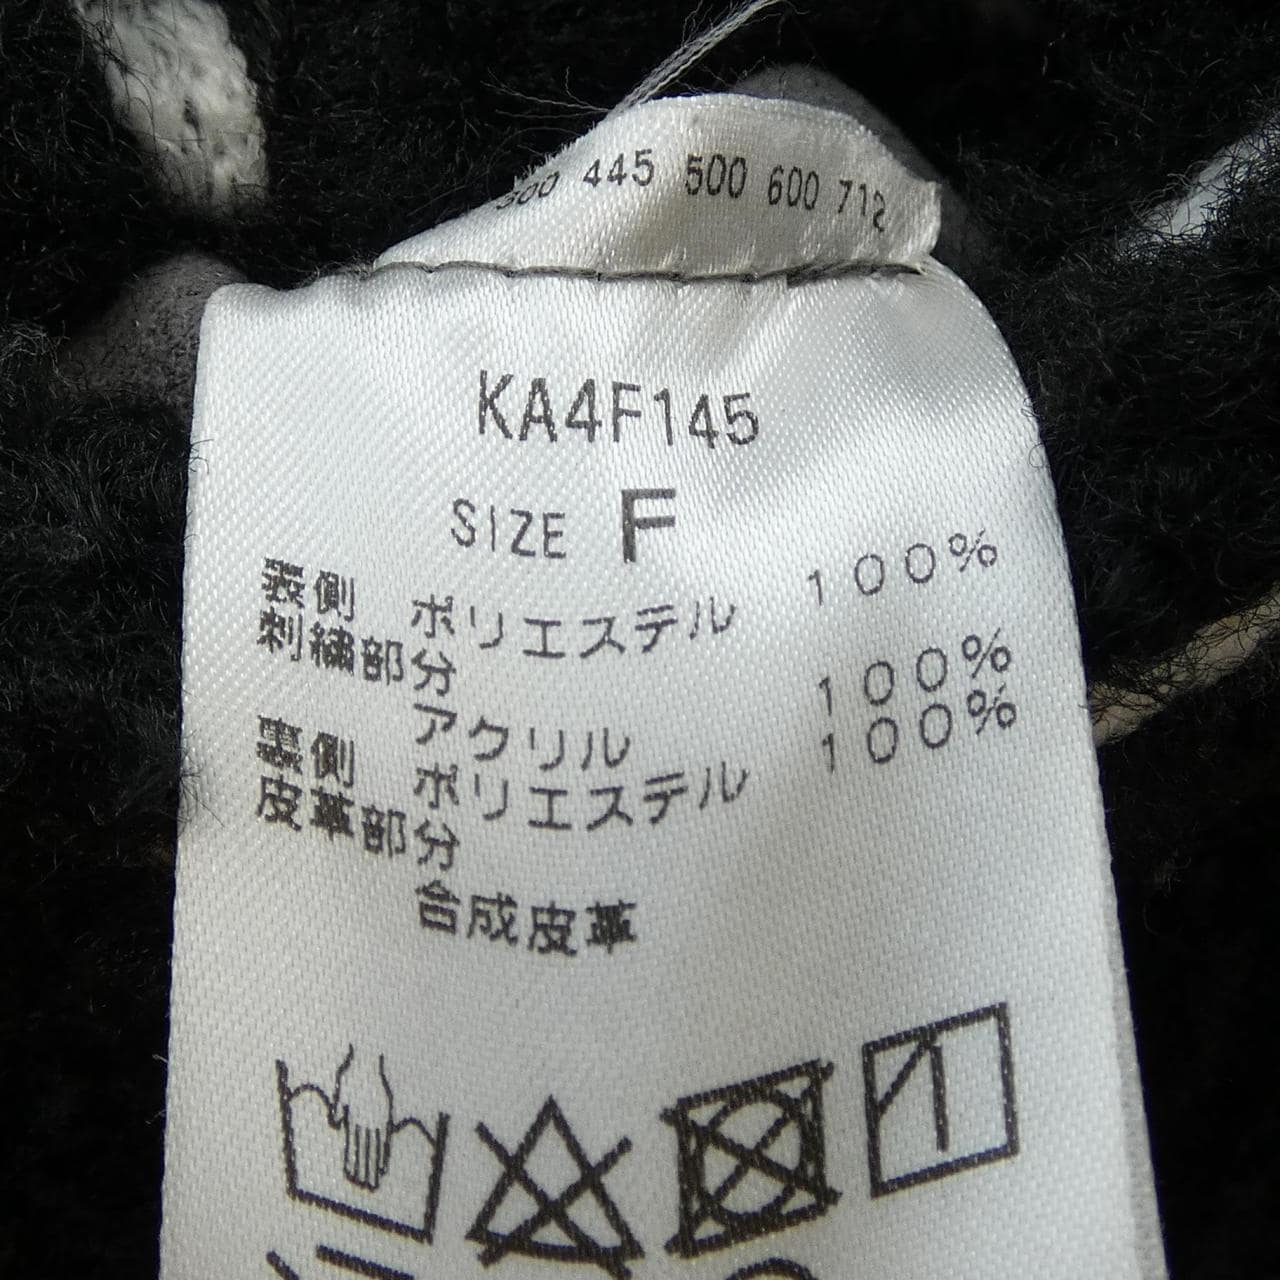 300 445 500 600 712
KA4F145
SIZE F
表側 ポリエステル 100%
刺繍部分
アクリル 100%
裏側 ポリエステル 100%
皮革部分
合成皮革